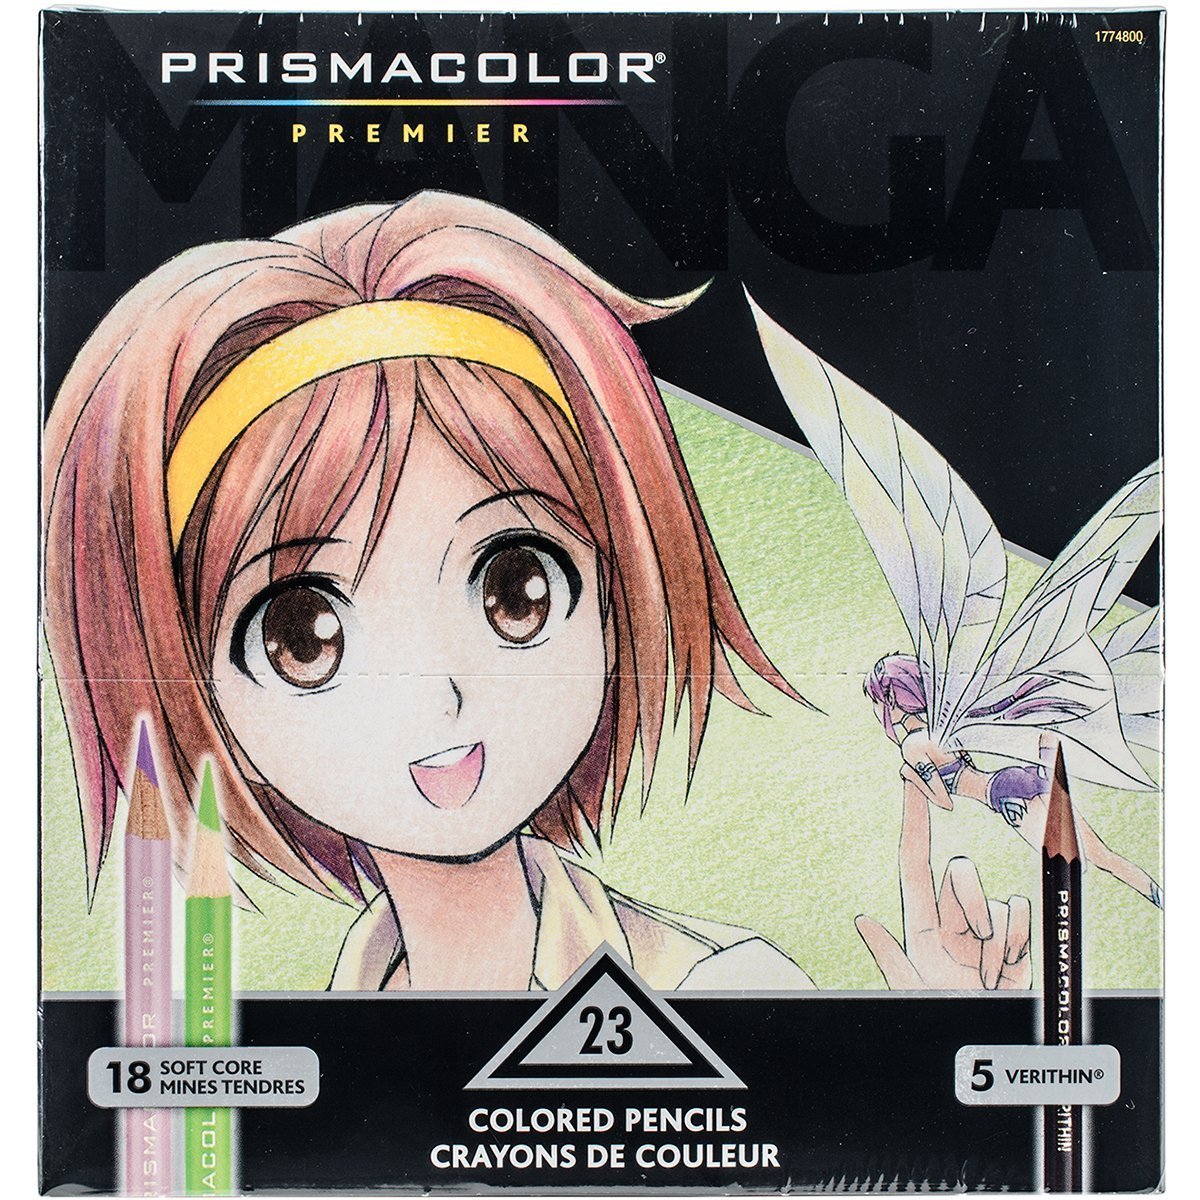 MANGA
1774800
PRISMACOLOR®
PREMIER
PRISMACOLOR PREMIER®
PREMIER®
PRISMACOLOR
VERITHIN
18 SOFT CORE
MINES TENDRES
23
5 VERITHIN®
COLORED PENCILS
CRAYONS DE COULEUR